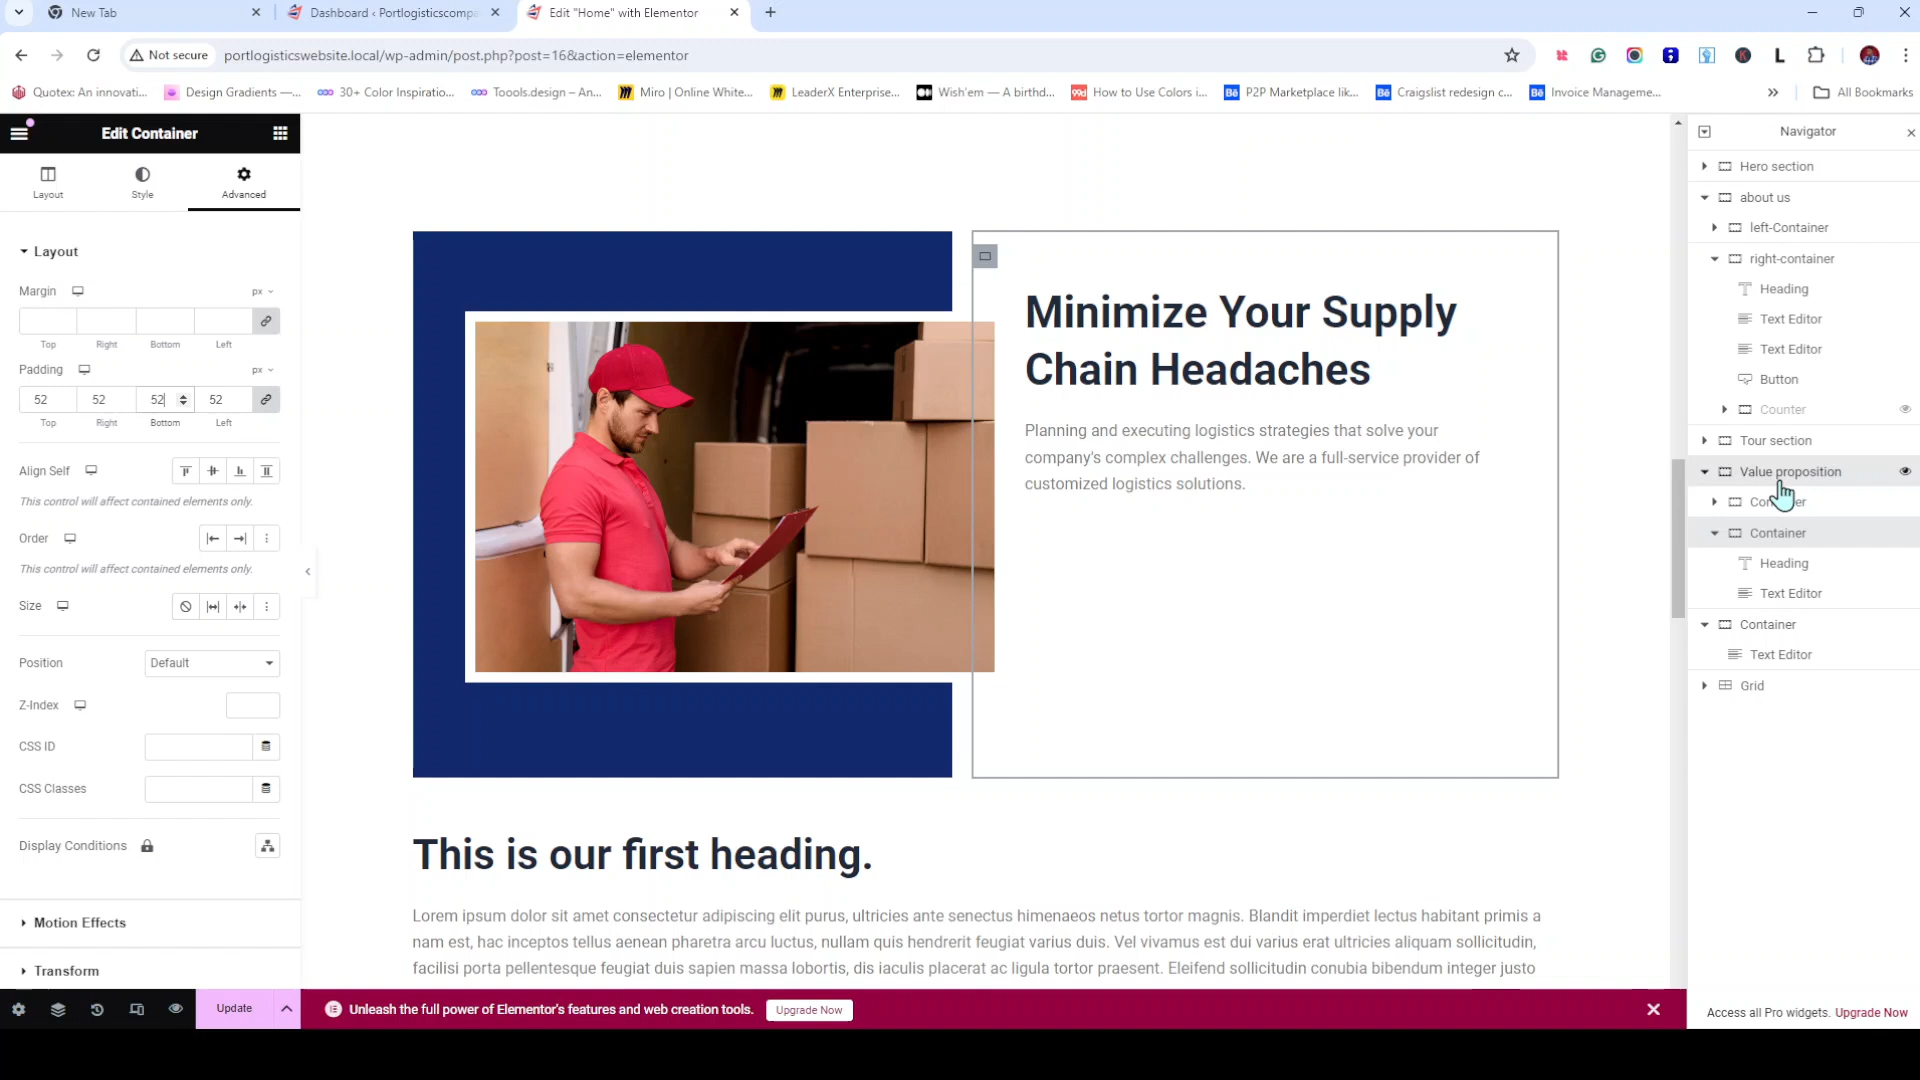 New Tab
Dashboard ‹ Portlogisticscompa
Edit "Home" with Elementor
Not secure
portlogisticswebsite.local/wp-admin/post.php?post=16&action=elementor
Quotex: An innovati...
Design Gradients —...
30+ Color Inspiratio...
Toools.design – An...
Miro | Online White...
LeaderX Enterprise...
Wish'em — A birthd...
How to Use Colors i...
P2P Marketplace lik...
Craigslist redesign c...
Invoice Manageme...
All Bookmarks
Edit Container
Layout
Style
Advanced
Layout
Margin
px
Top
Right
Bottom
Left
Padding
px
52
52
52
52
Top
Right
Bottom
Left
Align Self
This control will affect contained elements only.
Order
This control will affect contained elements only.
Size
Position
Default
Z-Index
CSS ID
CSS Classes
Display Conditions
Motion Effects
Transform
Update
Minimize Your Supply
Chain Headaches
Planning and executing logistics strategies that solve your
company's complex challenges. We are a full-service provider of
customized logistics solutions.
This is our first heading.
Lorem ipsum dolor sit amet consectetur adipiscing elit purus, ultricies ante senectus himenaeos netus tortor magnis. Blandit imperdiet lectus habitant primis a
nam est, hac inceptos tellus aenean pharetra arcu luctus, nullam quis hendrerit feugiat varius duis. Vel vivamus est dui varius erat ultricies aliquam sollicitudin,
facilisi porta pellentesque feugiat duis sapien massa lobortis, dis iaculis placerat ac ligula tortor praesent. Eleifend sollicitudin conubia bibendum integer justo
Unleash the full power of Elementor's features and web creation tools.
Upgrade Now
Navigator
Hero section
about us
left-Container
right-container
Heading
Text Editor
Text Editor
Button
Counter
Tour section
Value proposition
Container
Container
Heading
Text Editor
Container
Text Editor
Grid
Access all Pro widgets. Upgrade Now